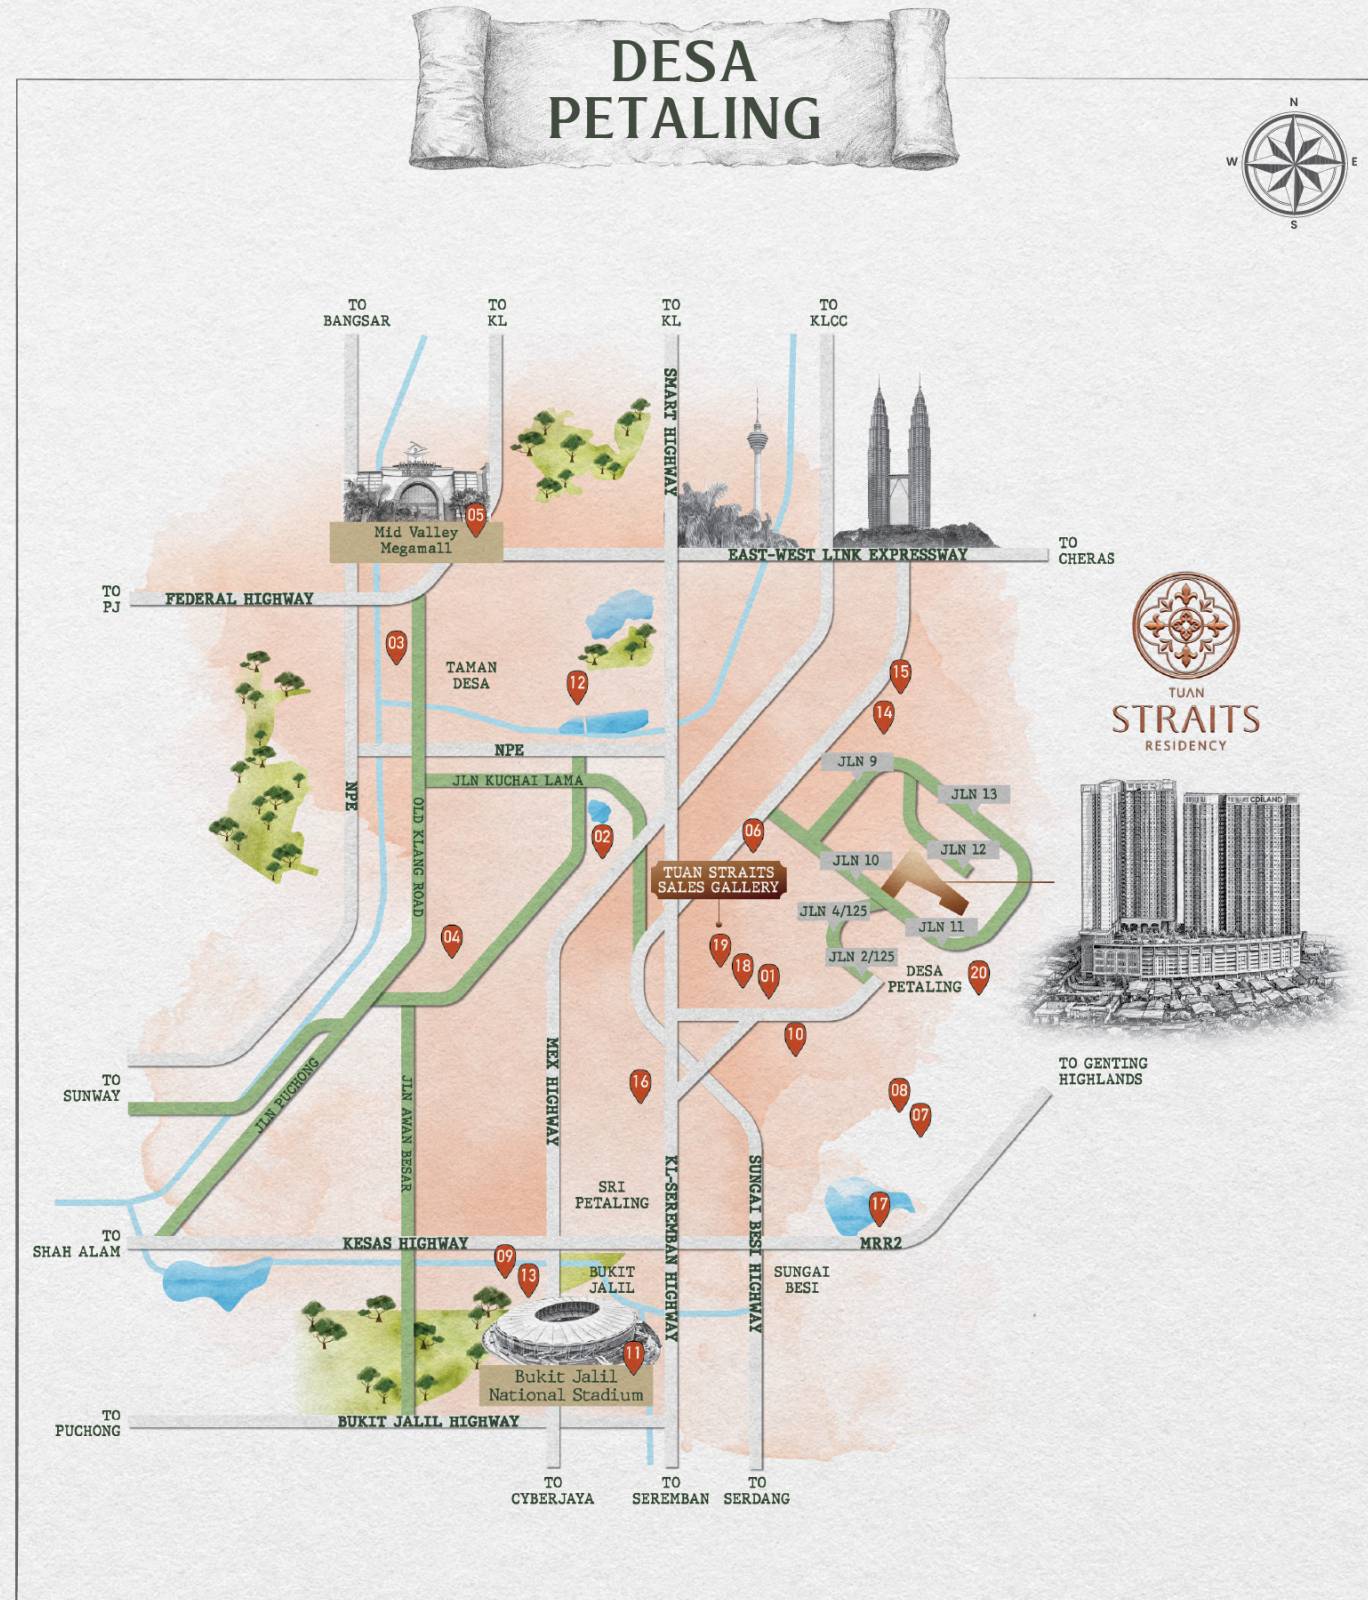 DESA
PETALING
N
W
E
S
TO
BANGSAR
TO
KL
TO
KL
TO
KLCC
SMART HIGHWAY
05
Mid Valley
Megamall
EAST-WEST LINK EXPRESSWAY
TO
CHERAS
TO
PJ
FEDERAL HIGHWAY
03
TAMAN
DESA
12
15
14
TUAN
STRAITS
RESIDENCY
NPE
JLN KUCHAI LAMA
NPE
OLD KLANG ROAD
JLN 9
JLN 13
02
06
JLN 12
JLN 10
COILAND
TUAN STRAITS
SALES GALLERY
JLN 4/125
JLN 11
JLN 2/125
04
19
18
01
DESA
PETALING
20
10
16
08
07
TO GENTING
HIGHLANDS
TO
SUNWAY
JLN PUCHONG
JLN AWAN BESAR
MEX HIGHWAY
SRI
PETALING
KL-SEREMBAN HIGHWAY
SUNGAI BESI HIGHWAY
17
TO
SHAH ALAM
KESAS HIGHWAY
MRR2
09
13
BUKIT
JALIL
SUNGAI
BESI
11
Bukit Jalil
National Stadium
TO
PUCHONG
BUKIT JALIL HIGHWAY
TO
CYBERJAYA
TO
SEREMBAN
TO
SERDANG